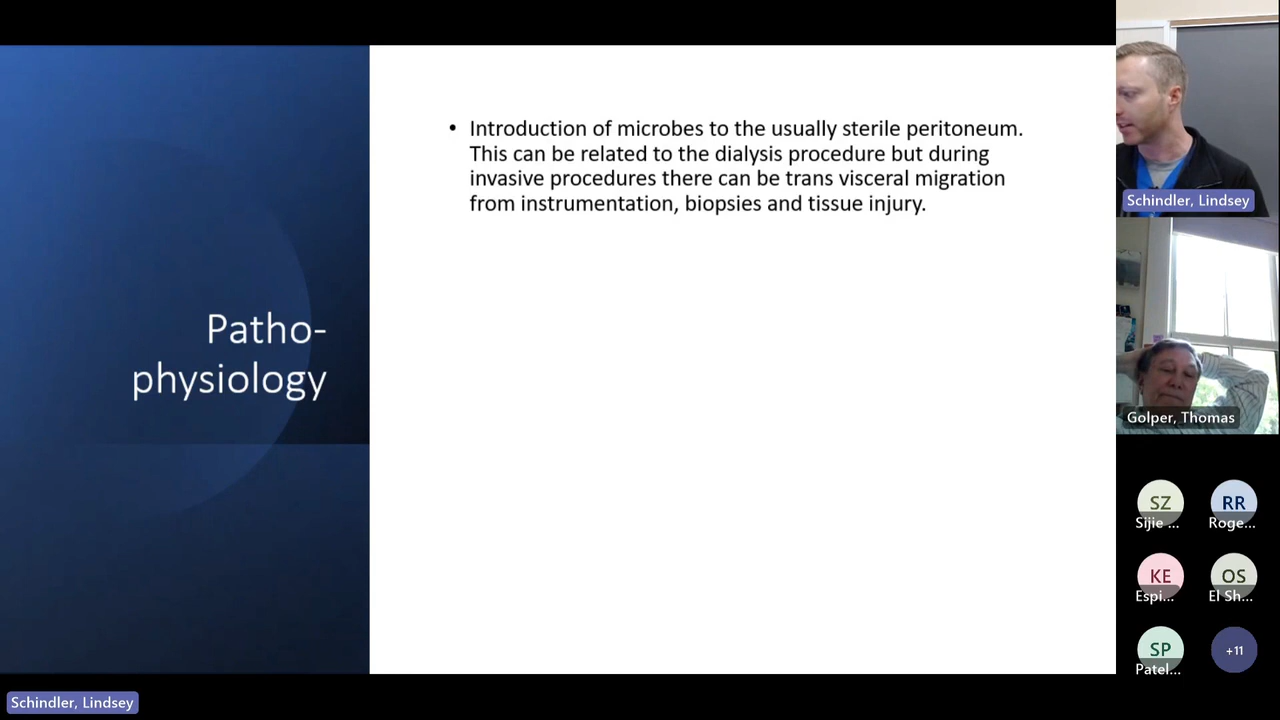 Patho-
physiology
• Introduction of microbes to the usually sterile peritoneum.
This can be related to the dialysis procedure but during
invasive procedures there can be trans visceral migration
from instrumentation, biopsies and tissue injury.
Schindler, Lindsey
Golper, Thomas
SZ
Sijie ...
RR
Roge...
KE
Espi...
OS
El Sh...
SP
Patel...
+11
Schindler, Lindsey